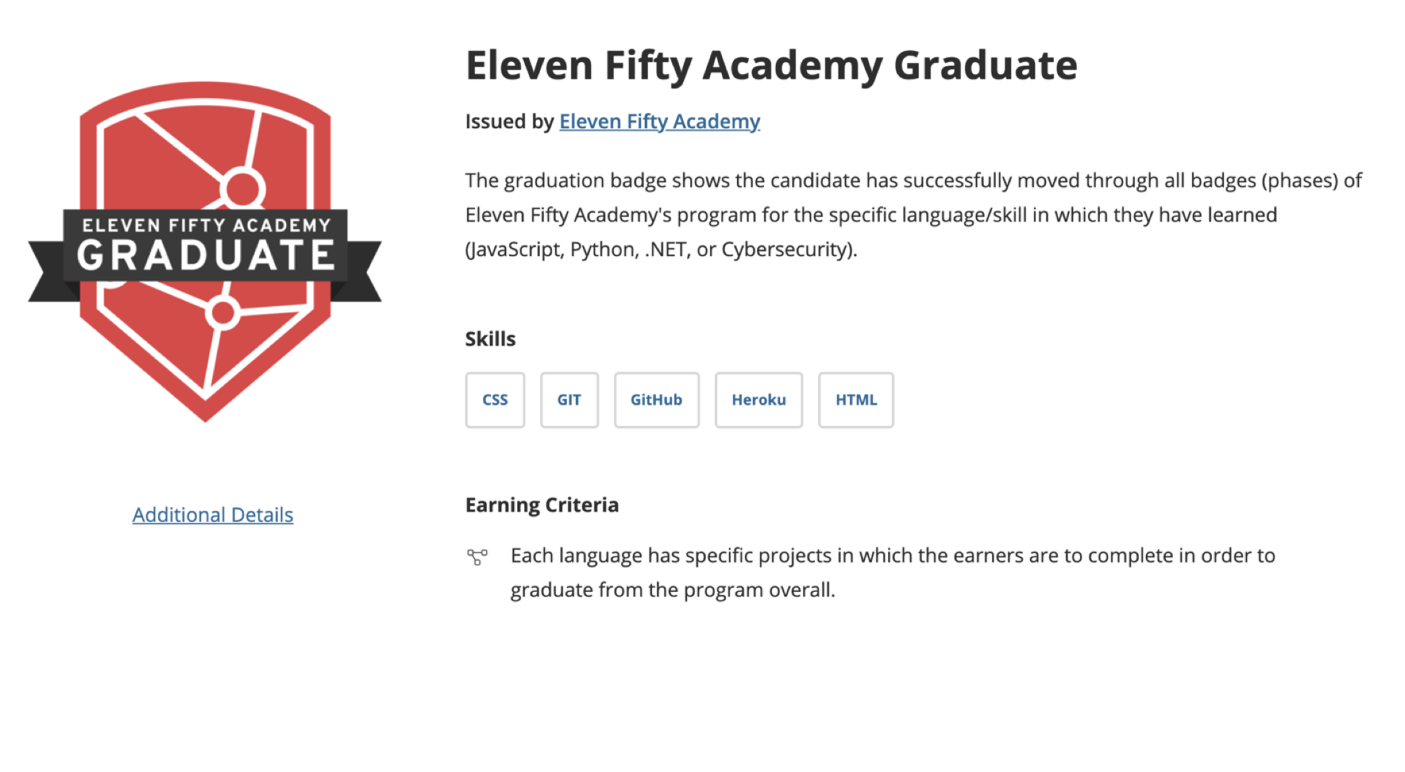 Eleven Fifty Academy Graduate
Issued by Eleven Fifty Academy
The graduation badge shows the candidate has successfully moved through all badges (phases) of
Eleven Fifty Academy's program for the specific language/skill in which they have learned
(JavaScript, Python, .NET, or Cybersecurity).
ELEVEN FIFTY ACADEMY
GRADUATE
Additional Details
Skills
CSS GIT GitHub Heroku HTML
Earning Criteria
Each language has specific projects in which the earners are to complete in order to
graduate from the program overall.